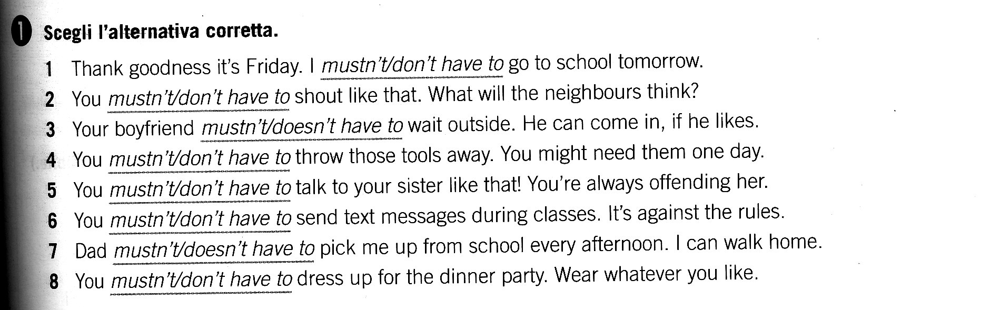 1 Scegli l'alternativa corretta.
1 Thank goodness it's Friday. I mustn't/don't have to go to school tomorrow.
2 You mustn't/don't have to shout like that. What will the neighbours think?
3 Your boyfriend mustn't/doesn't have to wait outside. He can come in, if he likes.
4 You mustn't/don't have to throw those tools away. You might need them one day.
5 You mustn't/don't have to talk to your sister like that! You're always offending her.
6 You mustn't/don't have to send text messages during classes. It's against the rules.
7 Dad mustn't/doesn't have to pick me up from school every afternoon. I can walk home.
8 You mustn't/don't have to dress up for the dinner party. Wear whatever you like.